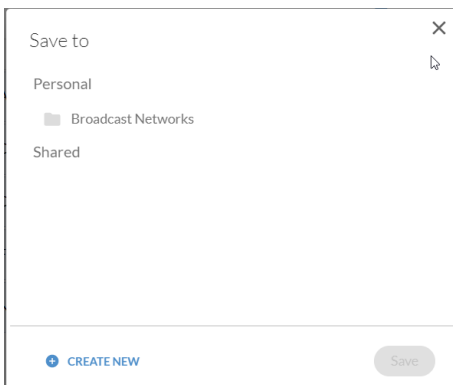 Save to
Personal
Broadcast Networks
Shared
CREATE NEW
Save